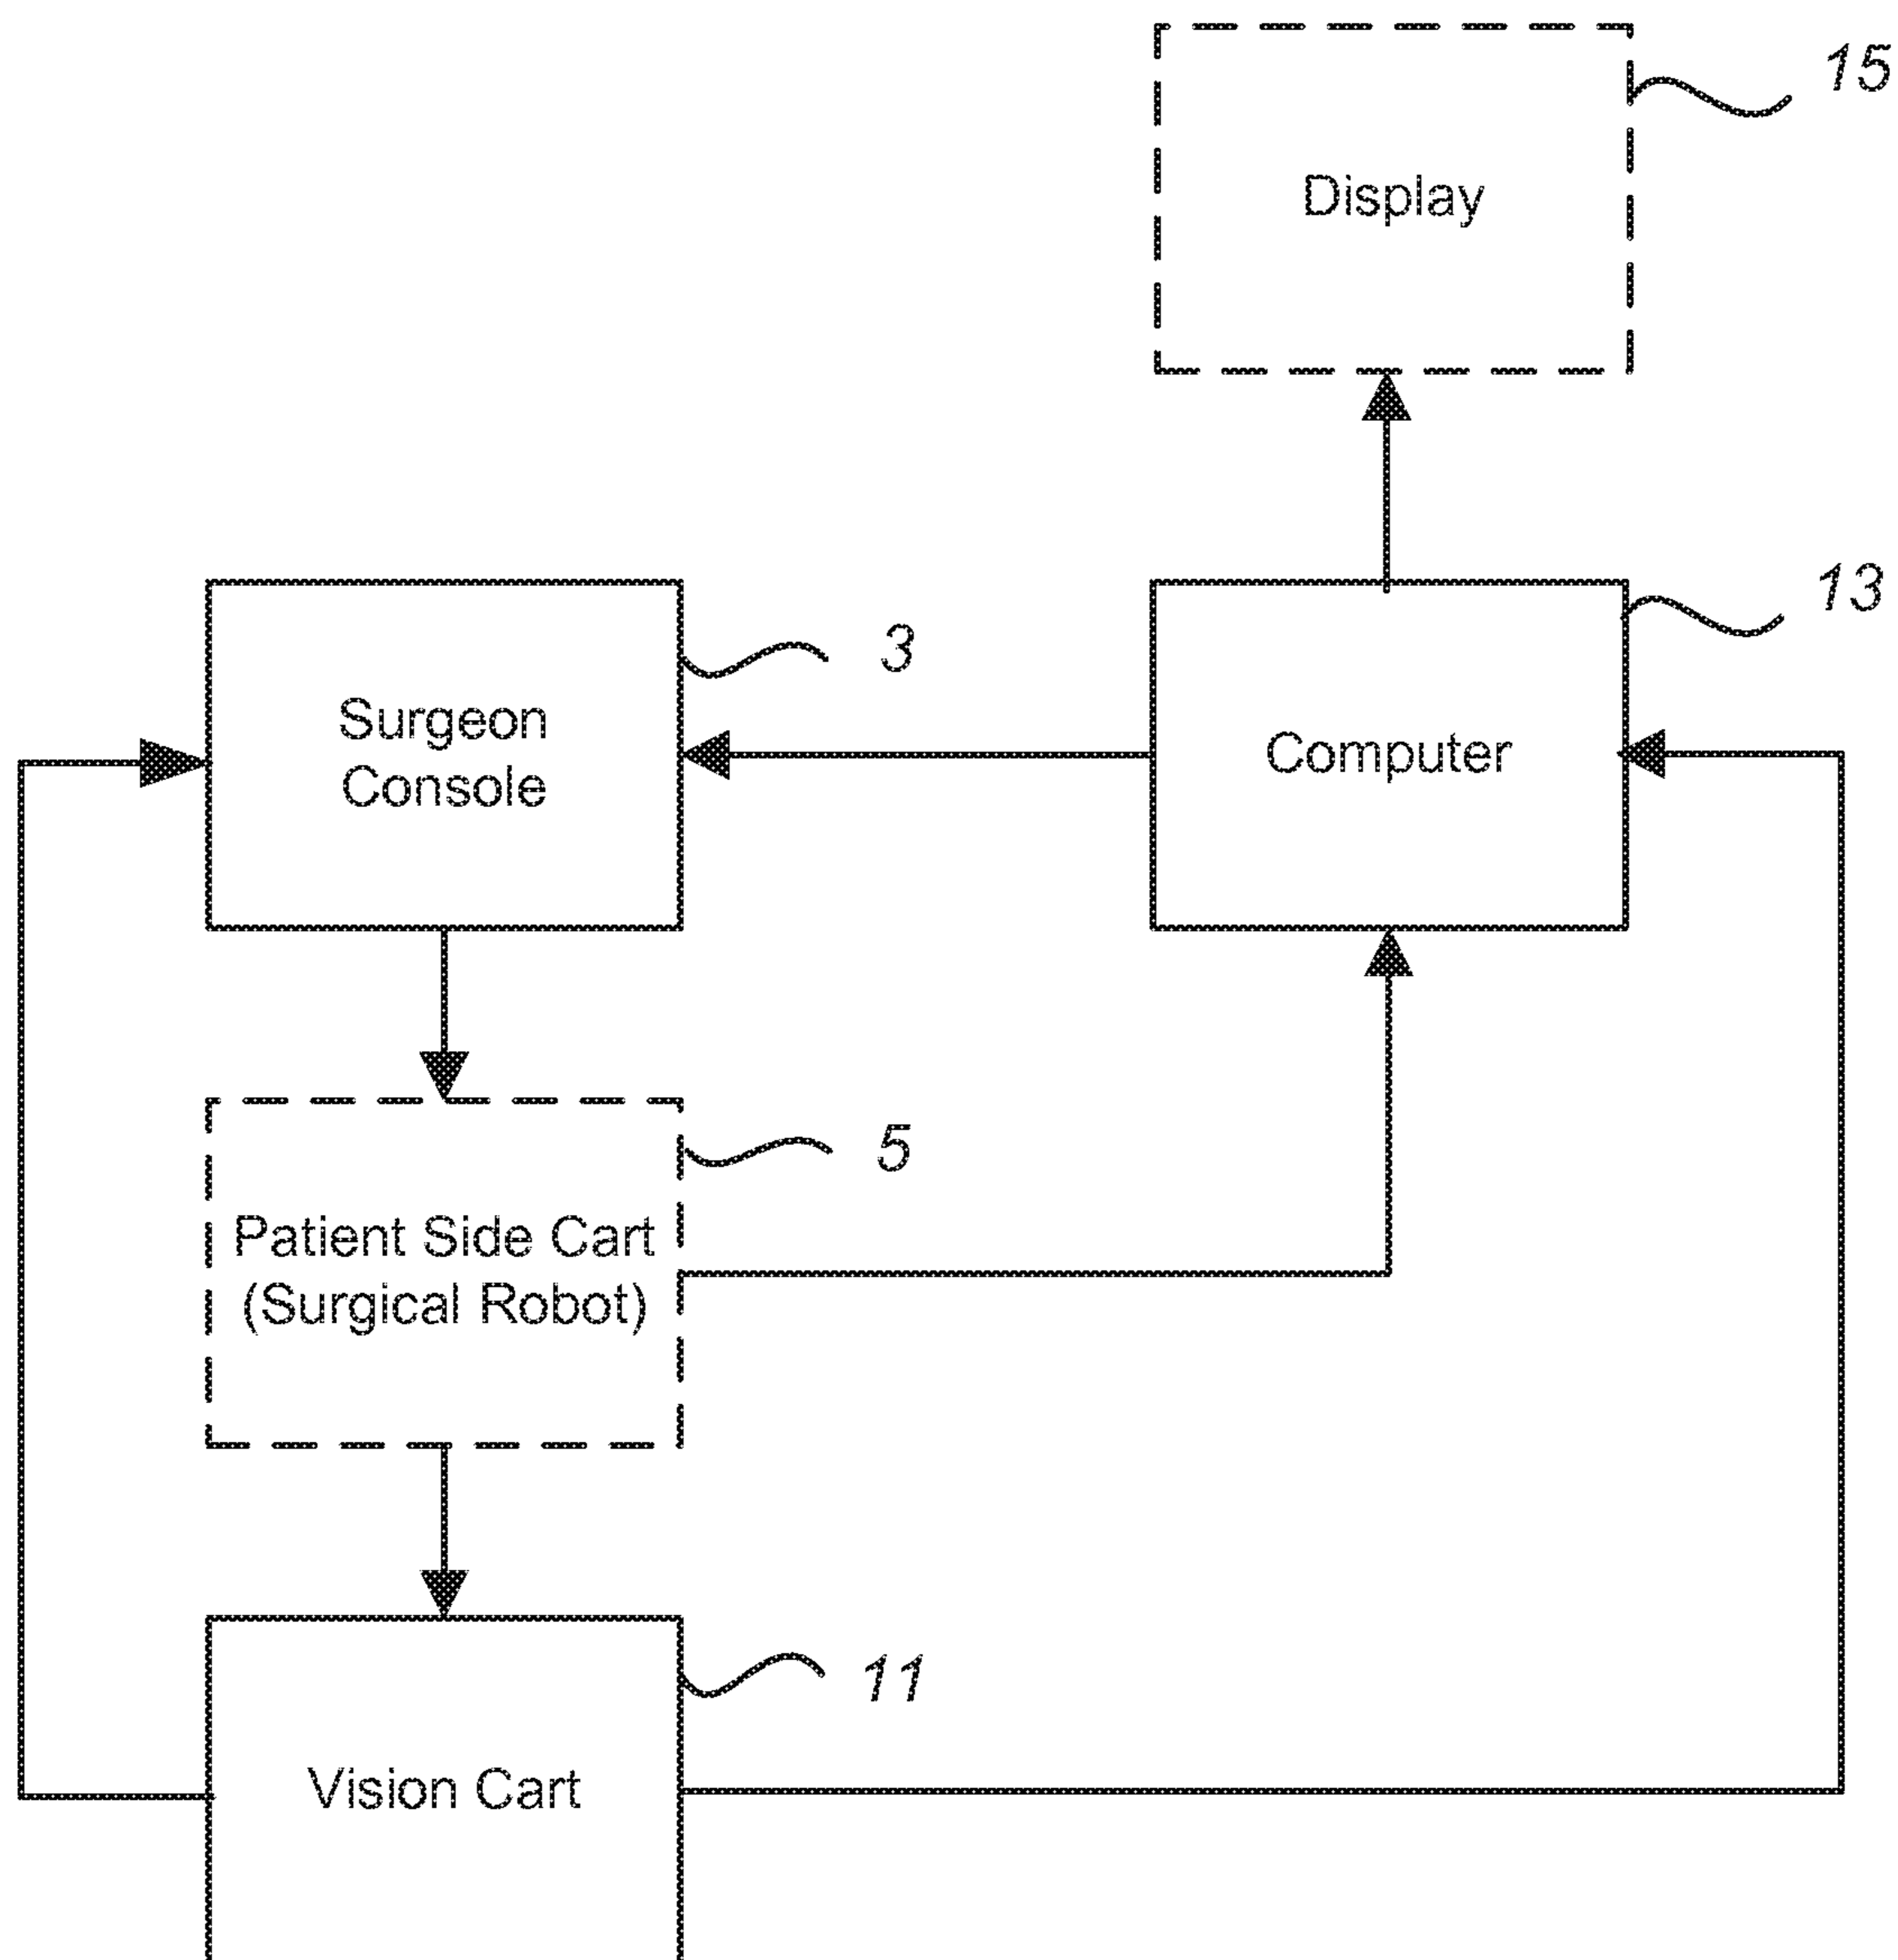 Display
15
Surgeon
Console
3
Computer
13
Patient Side Cart
(Surgical Robot)
5
Vision Cart
11